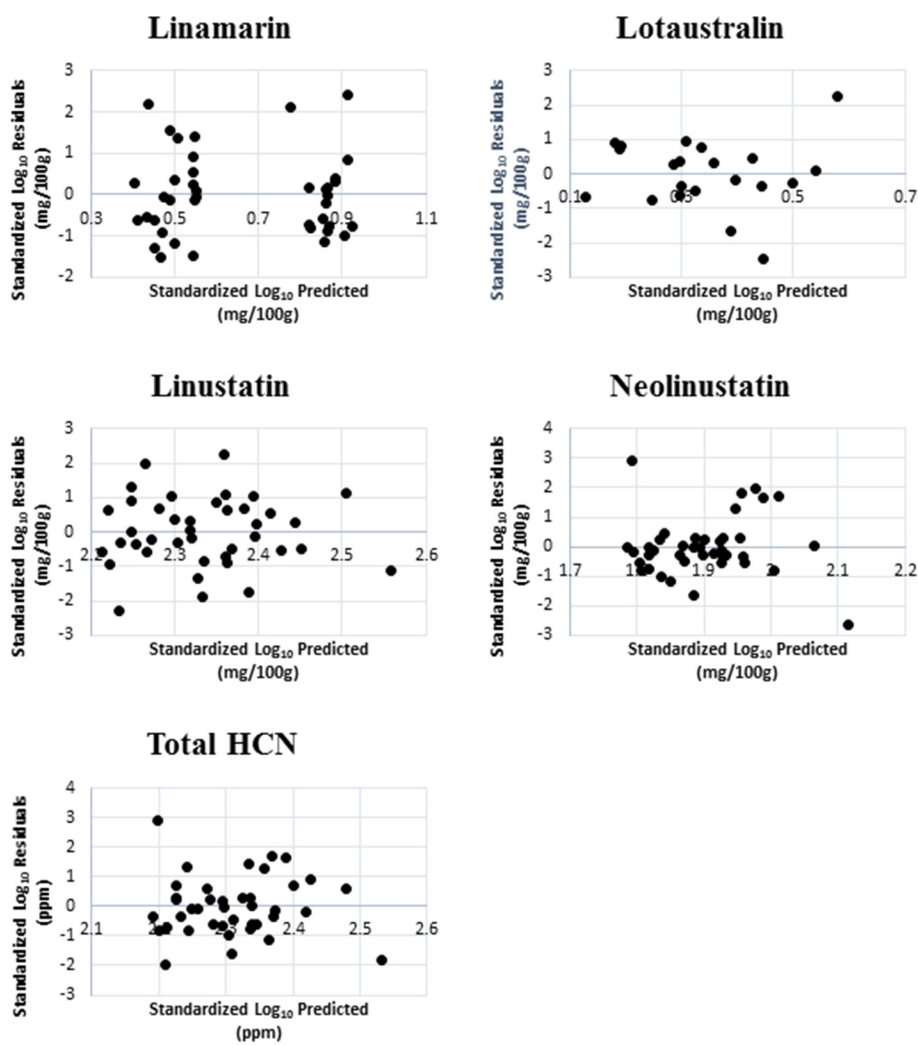 Linamarin
Standardized Log₁₀ Residuals
(mg/100g)
3
2
1
0
-1
-2
0.3 0.5 0.7 0.9 1.1
Standardized Log₁₀ Predicted
(mg/100g)
Lotaustralin
Standardized Log₁₀ Residuals
(mg/100g)
3
2
1
0
-1
-2
-3
0.1 0.3 0.5 0.7
Standardized Log₁₀ Predicted
(mg/100g)
Linustatin
Standardized Log₁₀ Residuals
(mg/100g)
3
2
1
0
-1
-2
-3
2.3 2.4 2.5 2.6
Standardized Log₁₀ Predicted
(mg/100g)
Neolinustatin
Standardized Log₁₀ Residuals
(mg/100g)
4
3
2
1
0
-1
-2
-3
1.7 1.8 1.9 2 2.1 2.2
Standardized Log₁₀ Predicted
(mg/100g)
Total HCN
Standardized Log₁₀ Residuals
(ppm)
4
3
2
1
0
-1
-2
-3
2.1 2.2 2.3 2.4 2.5 2.6
Standardized Log₁₀ Predicted
(ppm)